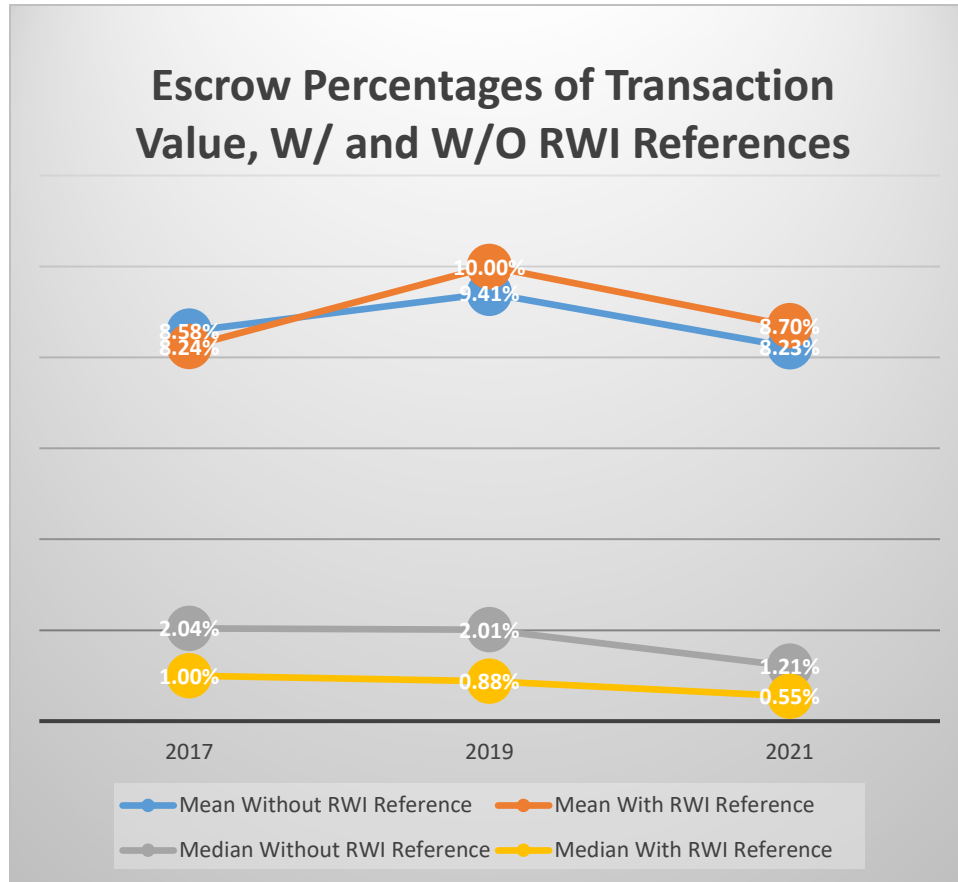 Escrow Percentages of Transaction
Value, W/ and W/O RWI References
10.00%
9.41%
8.58%
8.24%
8.70%
8.23%
2.04%
2.01%
1.21%
1.00%
0.88%
0.55%
2017
2019
2021
Mean Without RWI Reference
Mean With RWI Reference
Median Without RWI Reference
Median With RWI Reference